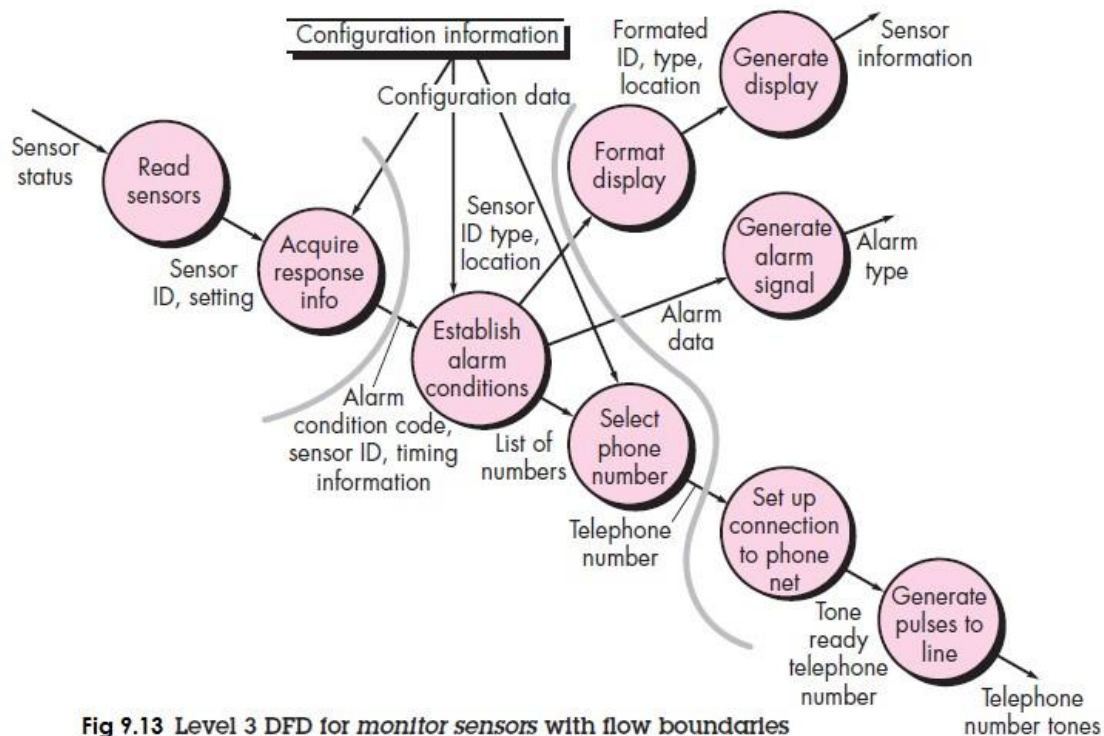 Configuration information
Configuration data
Sensor
status
Read
sensors
Sensor
ID, setting
Acquire
response
info
Alarm
condition code,
sensor ID, timing
information
Establish
alarm
conditions
Sensor
ID type,
location
Format
display
Formated
ID, type,
location
Generate
display
Sensor
information
Alarm
data
Generate
alarm
signal
Alarm
type
List of
numbers
Select
phone
number
Telephone
number
Set up
connection
to phone
net
Tone
ready
telephone
number
Generate
pulses to
line
Telephone
number tones
Fig 9.13 Level 3 DFD for monitor sensors with flow boundaries